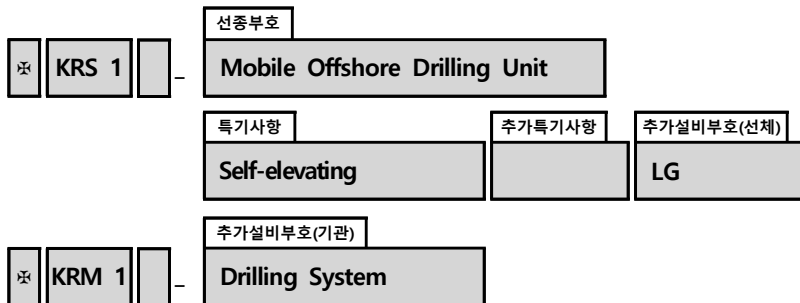 선종부호
✠ KRS 1 – Mobile Offshore Drilling Unit
특기사항 추가특기사항 추가설비부호(선체)
Self-elevating LG
추가설비부호(기관)
✠ KRM 1 – Drilling System